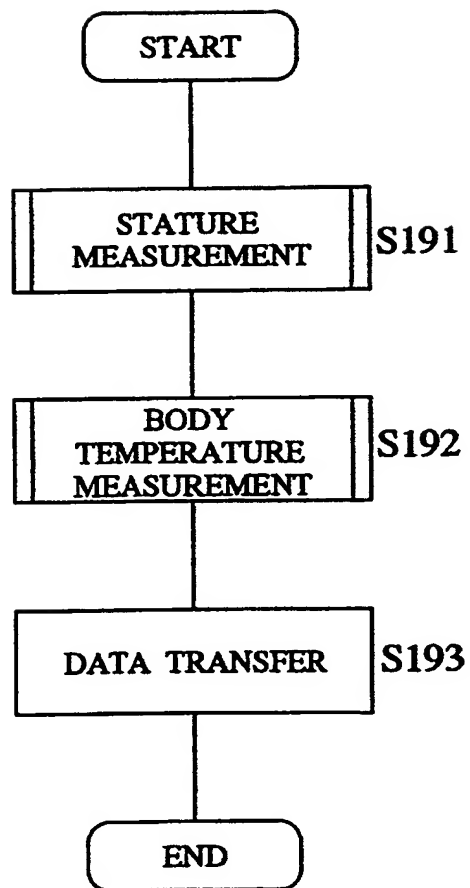 START
STATURE
MEASUREMENT
S191
BODY
TEMPERATURE
MEASUREMENT
S192
DATA TRANSFER
S193
END